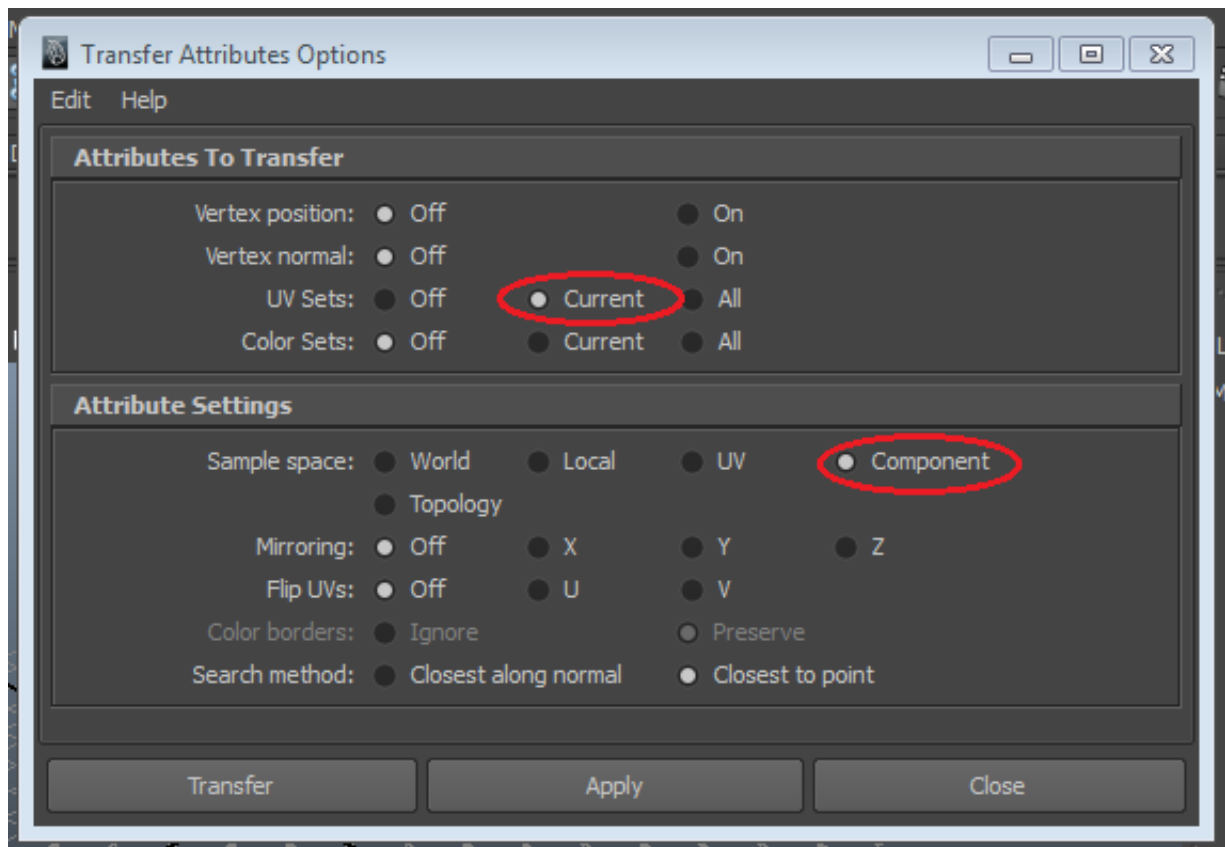 Transfer Attributes Options
Edit Help
Attributes To Transfer
Vertex position: Off On
Vertex normal: Off On
UV Sets: Off Current All
Color Sets: Off Current All
Attribute Settings
Sample space: World Local UV Component
Topology
Mirroring: Off X Y Z
Flip UVs: Off U V
Color borders: Ignore Preserve
Search method: Closest along normal Closest to point
Transfer Apply Close